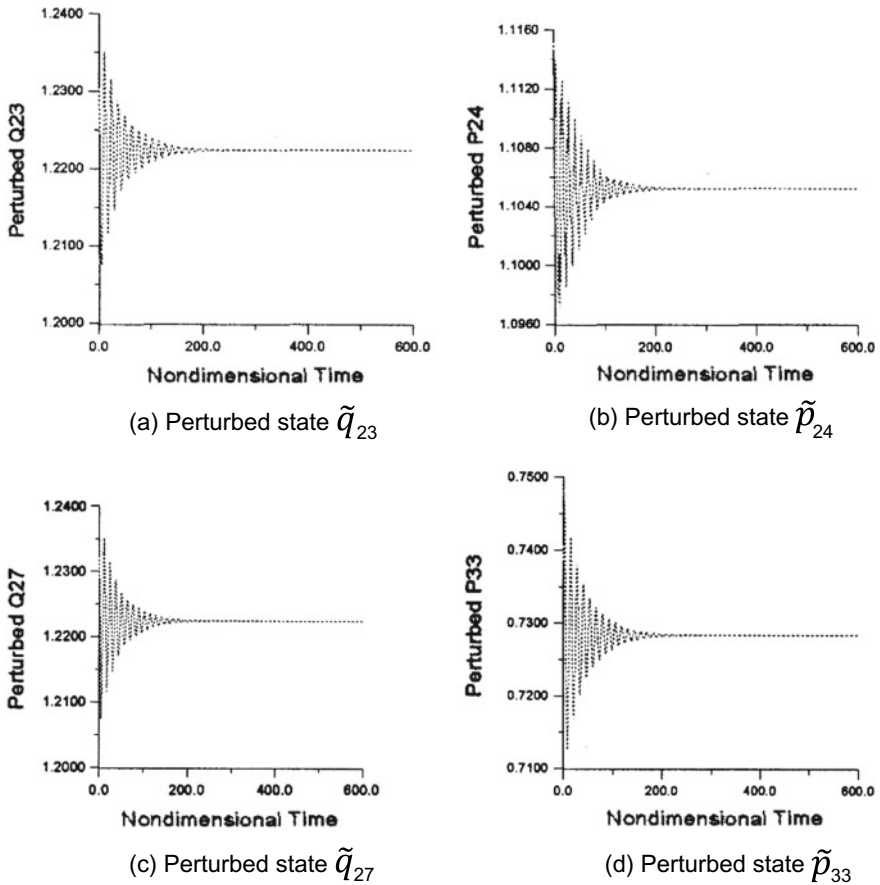 1.2400
1.2300
1.2200
1.2100
1.2000
Perturbed Q23
0.0 200.0 400.0 600.0
Nondimensional Time
(a) Perturbed state q̃₂₃
1.1160
1.1120
1.1080
1.1040
1.1000
1.0960
Perturbed P24
0.0 200.0 400.0 600.0
Nondimensional Time
(b) Perturbed state p̃₂₄
1.2400
1.2300
1.2200
1.2100
1.2000
Perturbed Q27
0.0 200.0 400.0 600.0
Nondimensional Time
(c) Perturbed state q̃₂₇
0.7500
0.7400
0.7300
0.7200
0.7100
Perturbed P33
0.0 200.0 400.0 600.0
Nondimensional Time
(d) Perturbed state p̃₃₃